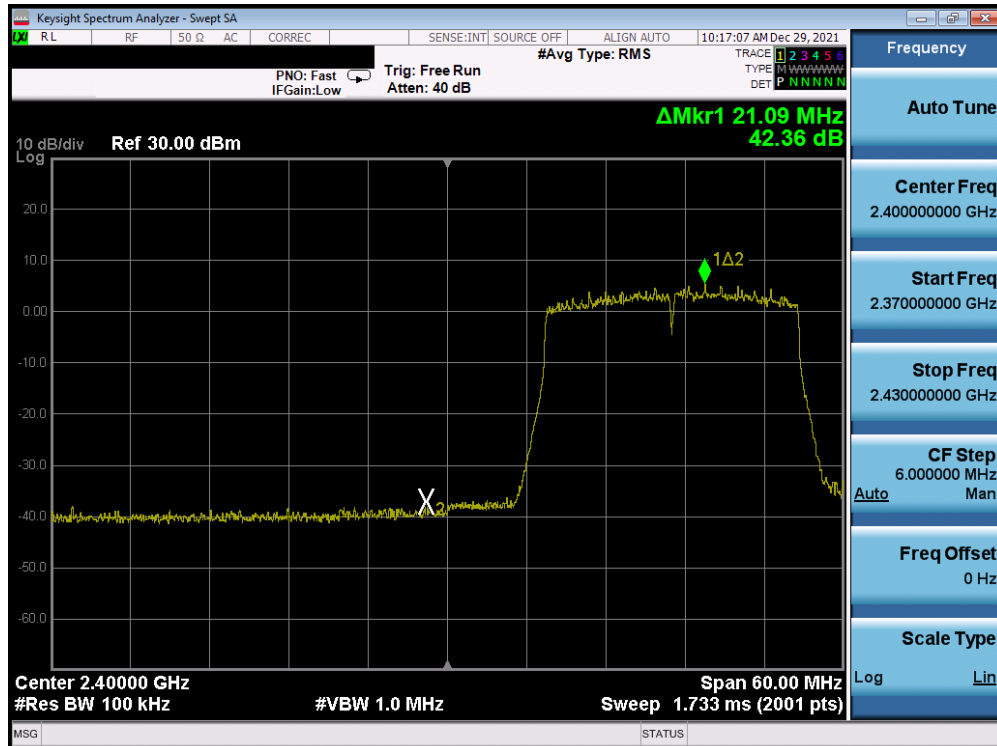 Keysight Spectrum Analyzer - Swept SA
LXI RL RF 50 Ω AC CORREC SENSE:INT SOURCE OFF ALIGN AUTO 10:17:07 AM Dec 29, 2021
#Avg Type: RMS
TRACE 1 2 3 4 5 6
PNO: Fast Trig: Free Run
TYPE M W W W W W
IFGain:Low Atten: 40 dB
DET P N N N N N
ΔMkr1 21.09 MHz
42.36 dB
10 dB/div Ref 30.00 dBm
Log
20.0
10.0
1Δ2
0.00
-10.0
-20.0
-30.0
X2
-40.0
-50.0
-60.0
Center 2.40000 GHz Span 60.00 MHz
#Res BW 100 kHz #VBW 1.0 MHz Sweep 1.733 ms (2001 pts)
MSG STATUS
Frequency
Auto Tune
Center Freq
2.400000000 GHz
Start Freq
2.370000000 GHz
Stop Freq
2.430000000 GHz
CF Step
6.000000 MHz
Auto Man
Freq Offset
0 Hz
Scale Type
Log Lin